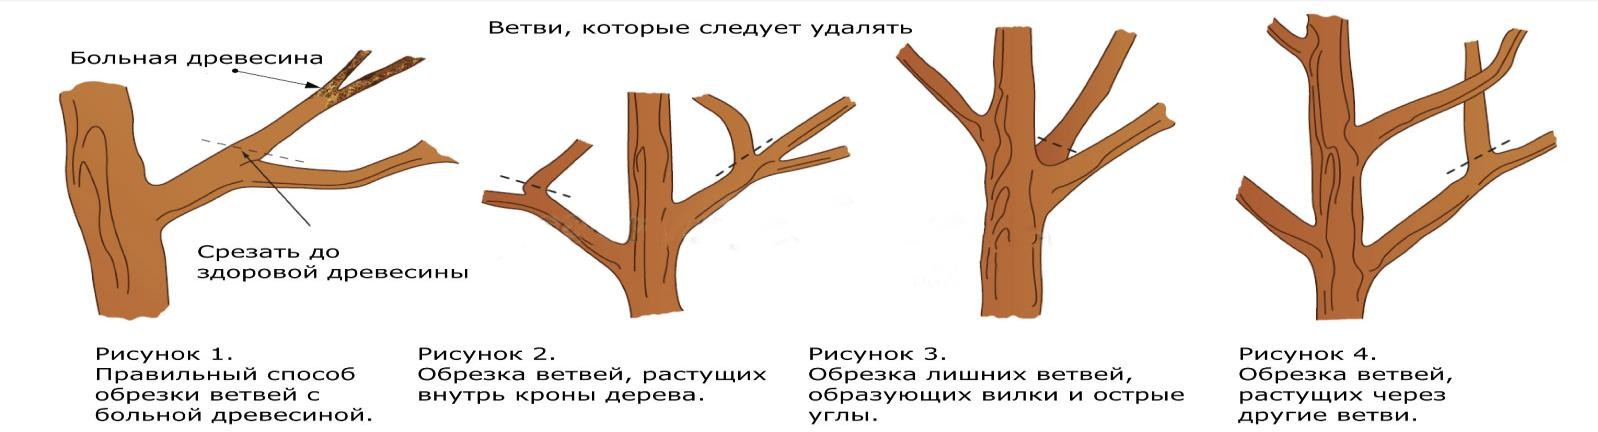 Ветви, которые следует удалять
Больная древесина
Срезать до
здоровой древесины
Рисунок 1.
Правильный способ
обрезки ветвей с
больной древесиной.
Рисунок 2.
Обрезка ветвей, растущих
внутрь кроны дерева.
Рисунок 3.
Обрезка лишних ветвей,
образующих вилки и острые
углы.
Рисунок 4.
Обрезка ветвей,
растущих через
другие ветви.